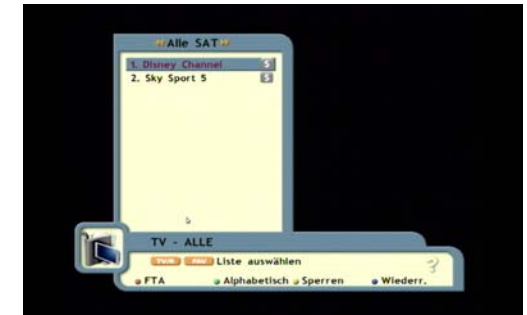 Alle SAT
1. Disney Channel S
2. Sky Sport 5 S
TV - ALLE
TV/R FAV Liste auswählen
FTA Alphabetisch Sperren Wiederr.
?